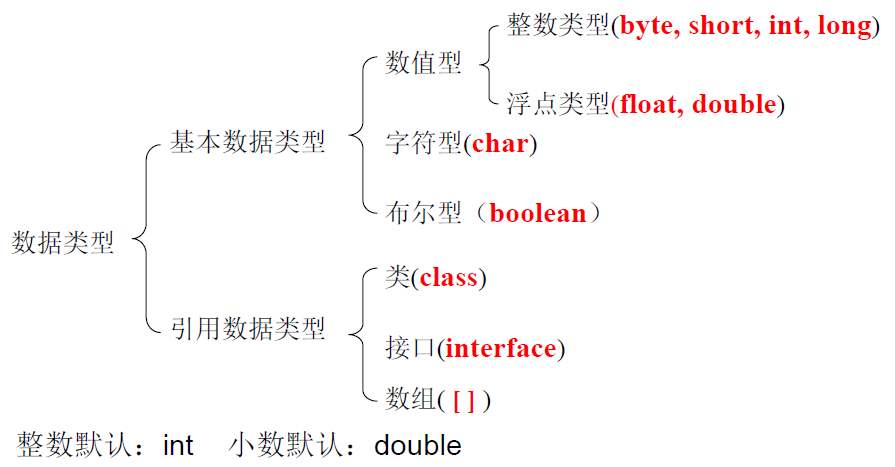 整数类型(byte, short, int, long)
数值型
浮点类型(float, double)
基本数据类型
字符型(char)
布尔型（boolean）
数据类型
类(class)
引用数据类型
接口(interface)
数组( [ ] )
整数默认：int 小数默认：double